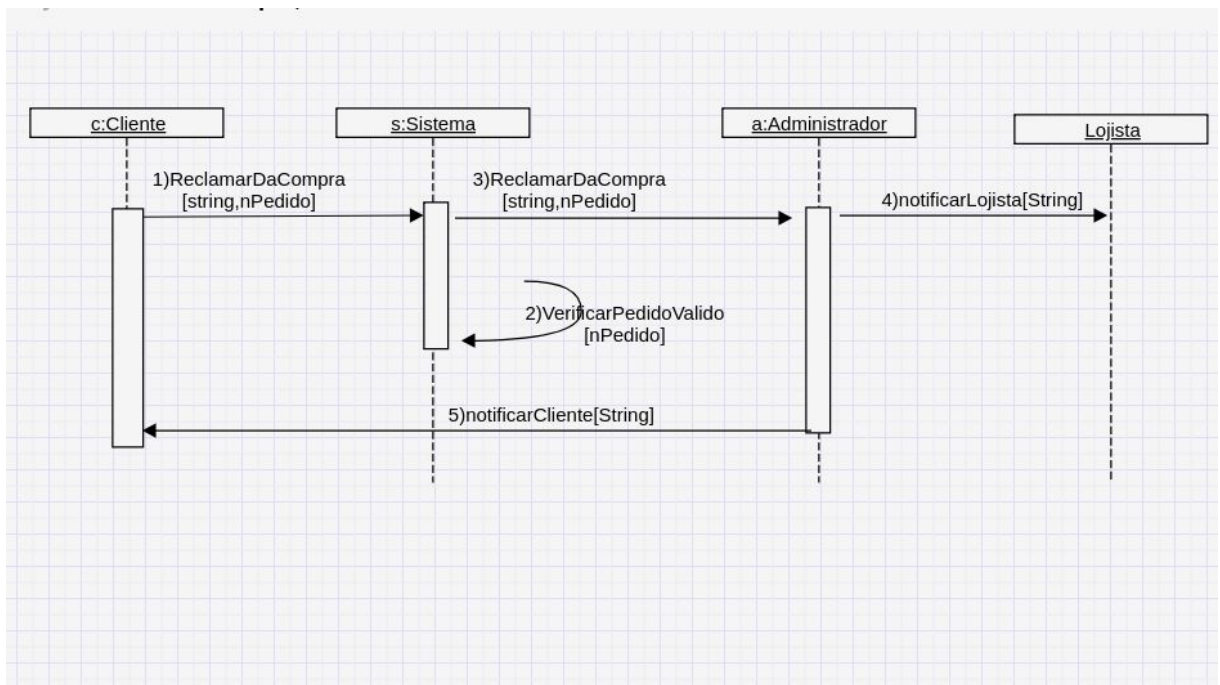 c:Cliente
s:Sistema
a:Administrador
Lojista
1)ReclamarDaCompra
[string,nPedido]
3)ReclamarDaCompra
[string,nPedido]
4)notificarLojista[String]
2)VerificarPedidoValido
[nPedido]
5)notificarCliente[String]